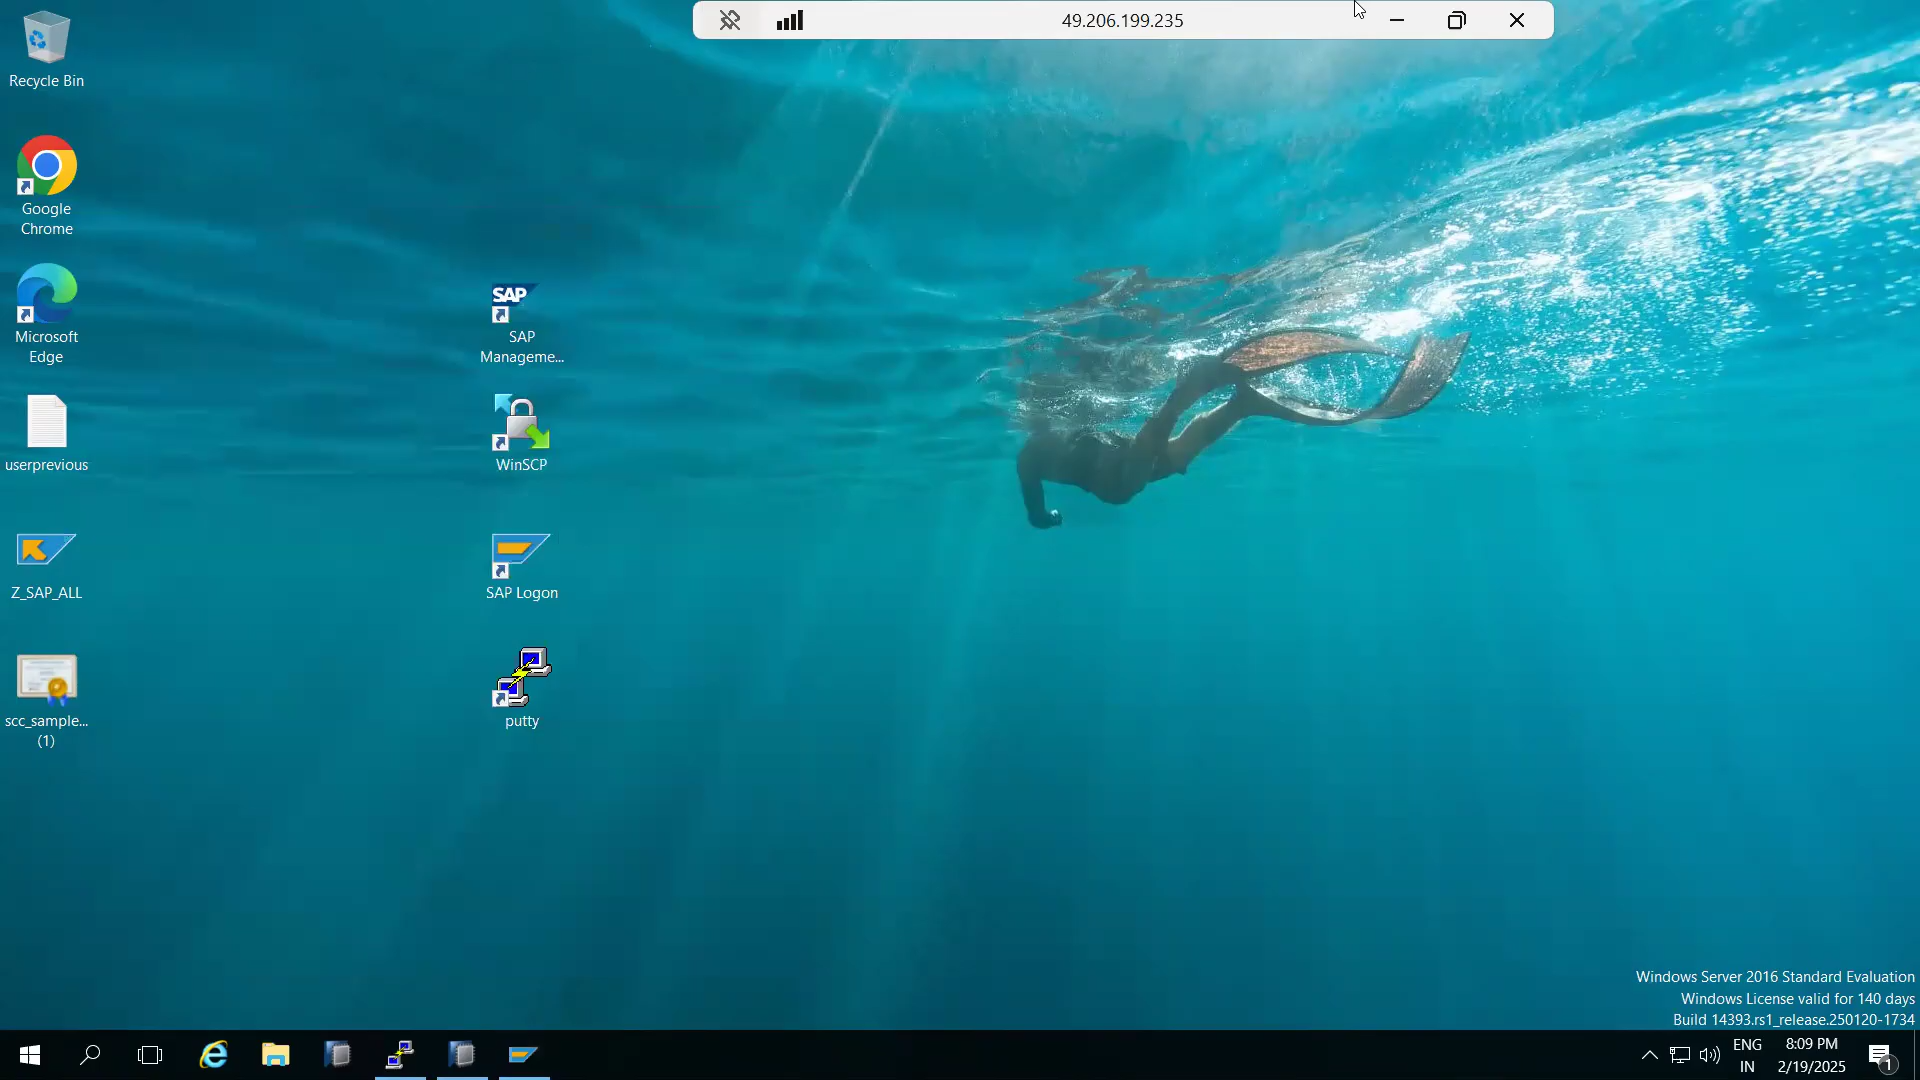 49.206.199.235
Recycle Bin
Google
Chrome
Microsoft
Edge
SAP
SAP
Manageme...
userprevious
WinSCP
Z_SAP_ALL
SAP Logon
scc_sample...
(1)
putty
Windows Server 2016 Standard Evaluation
Windows License valid for 140 days
Build 14393.rs1_release.250120-1734
ENG
IN
8:09 PM
2/19/2025
1